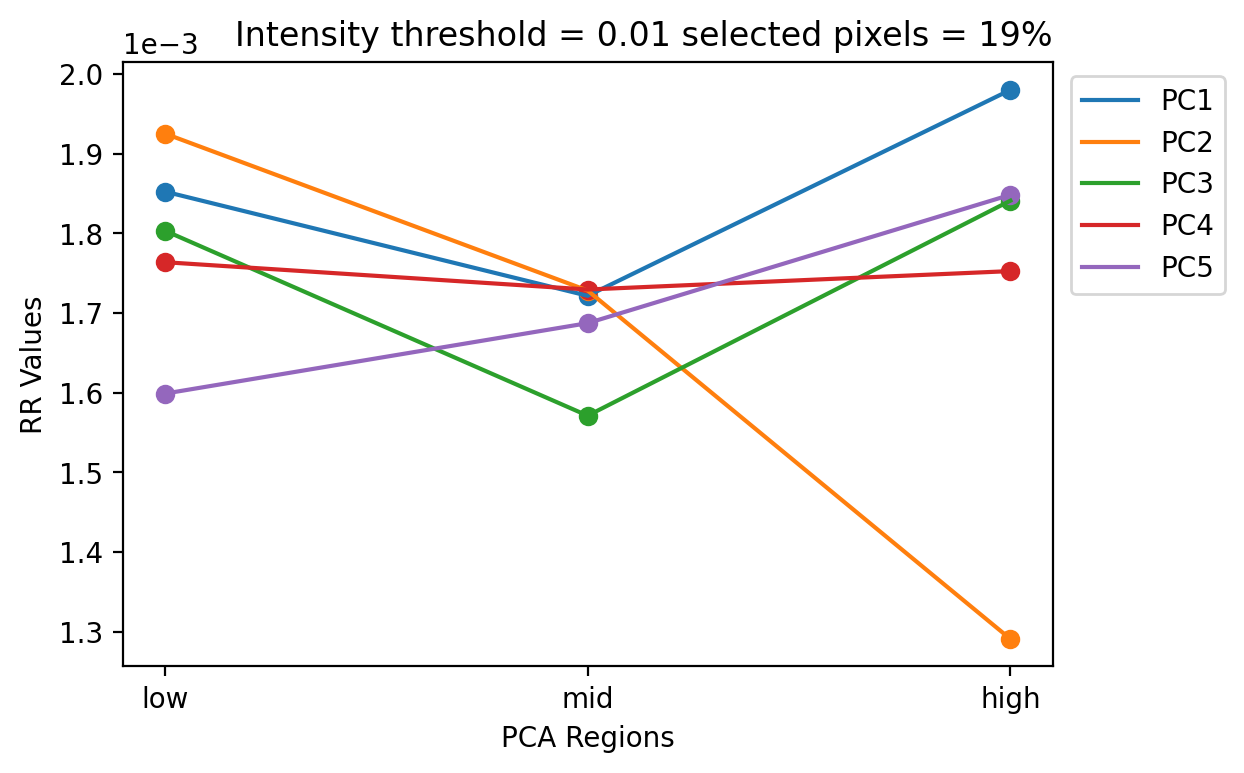 Intensity threshold = 0.01 selected pixels = 19%
1e−3
2.0
1.9
1.8
1.7
1.6
1.5
1.4
1.3
RR Values
low
mid
high
PCA Regions
PC1
PC2
PC3
PC4
PC5